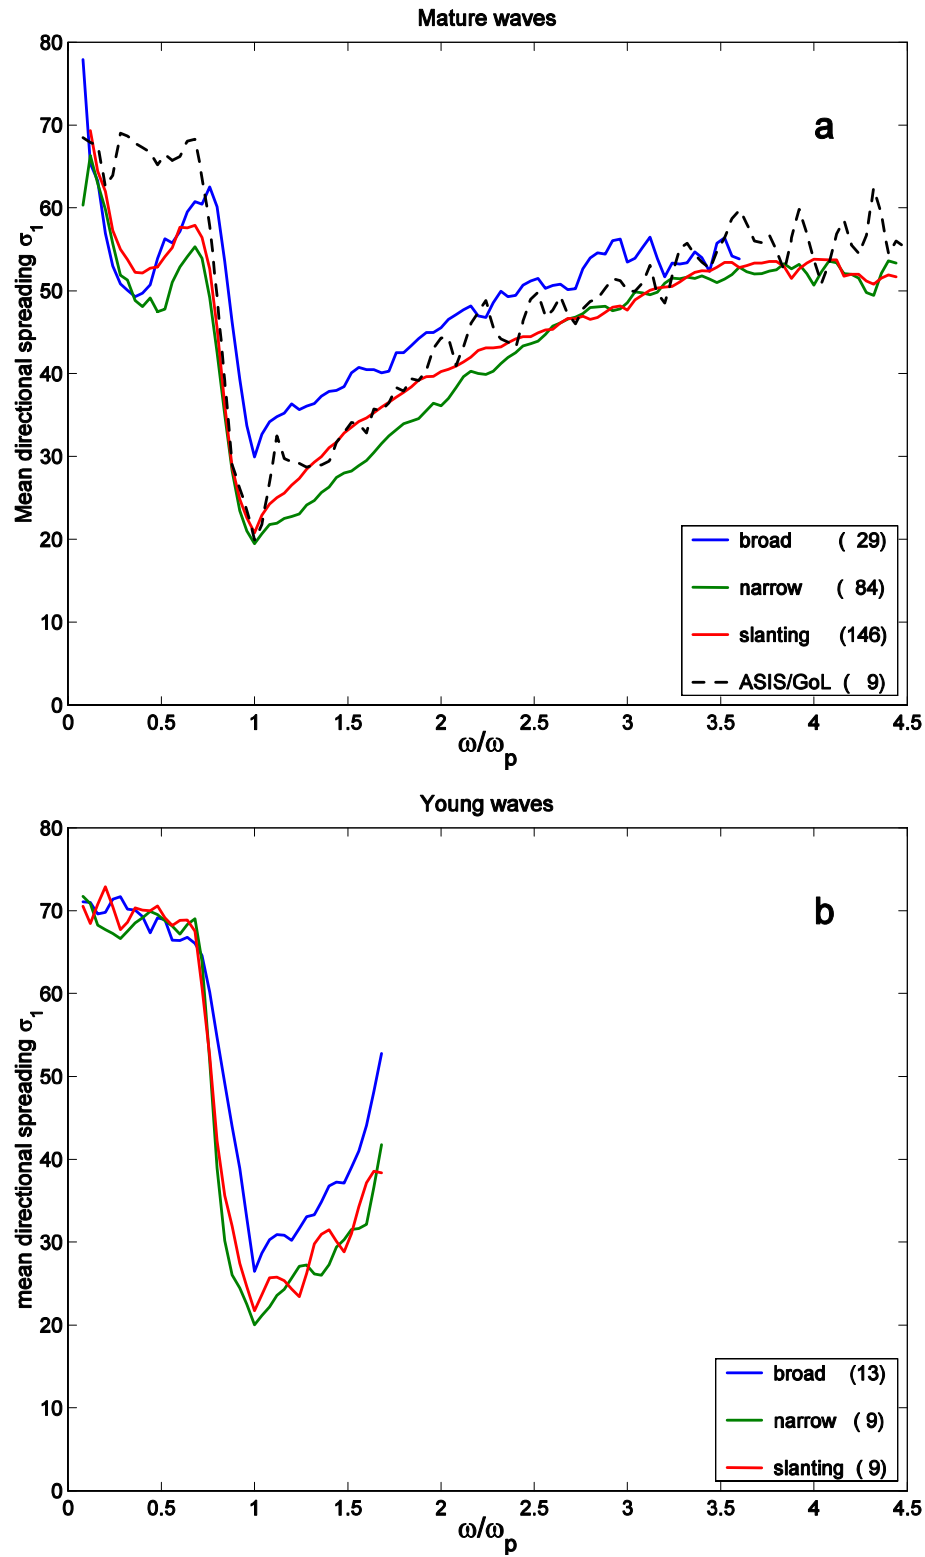 Mature waves
a
Mean directional spreading σ1
80
70
60
50
40
30
20
10
0
broad ( 29)
narrow ( 84)
slanting (146)
ASIS/GoL ( 9)
0 0.5 1 1.5 2 2.5 3 3.5 4 4.5
ω/ωp
Young waves
b
mean directional spreading σ1
80
70
60
50
40
30
20
10
0
broad (13)
narrow ( 9)
slanting ( 9)
0 0.5 1 1.5 2 2.5 3 3.5 4 4.5
ω/ωp